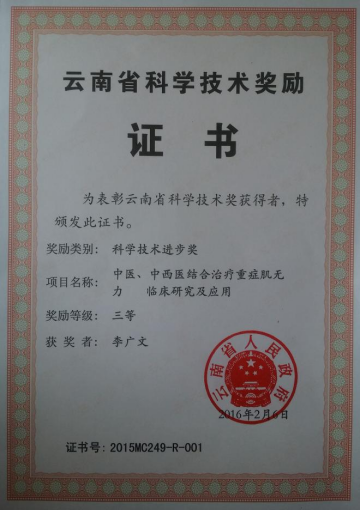 云南省科学技术奖励
证书
为表彰云南省科学技术奖获得者,特
颁发此证书。
奖励类别: 科学技术进步奖
项目名称: 中医、中西医结合治疗重症肌无
力 临床研究及应用
奖励等级: 三等
获奖者: 李广文
云南省人民政府
2016年2月6日
证书号: 2015MC249-R-001